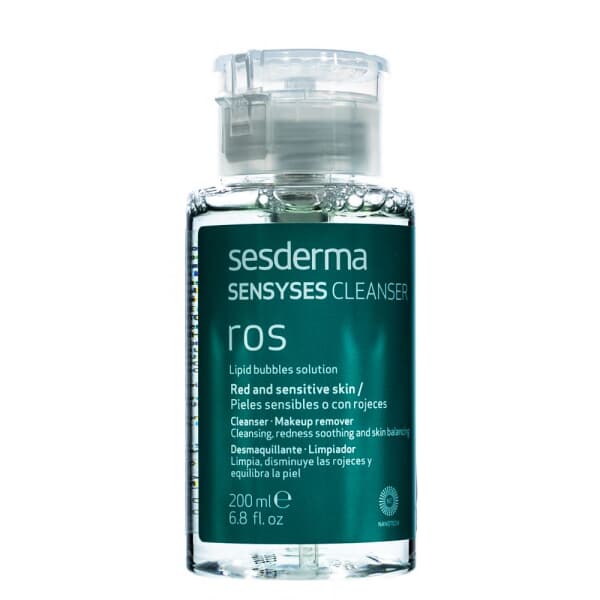 sesderma
SENSYSES CLEANSER
ros
Lipid bubbles solution
Red and sensitive skin /
Pieles sensibles o con rojeces
Cleanser · Makeup remover
Cleansing, redness soothing and skin balancing
Desmaquillante · Limpiador
Limpia, disminuye las rojeces y
equilibra la piel
200 ml ℮
6.8 fl. oz
NANOTECH